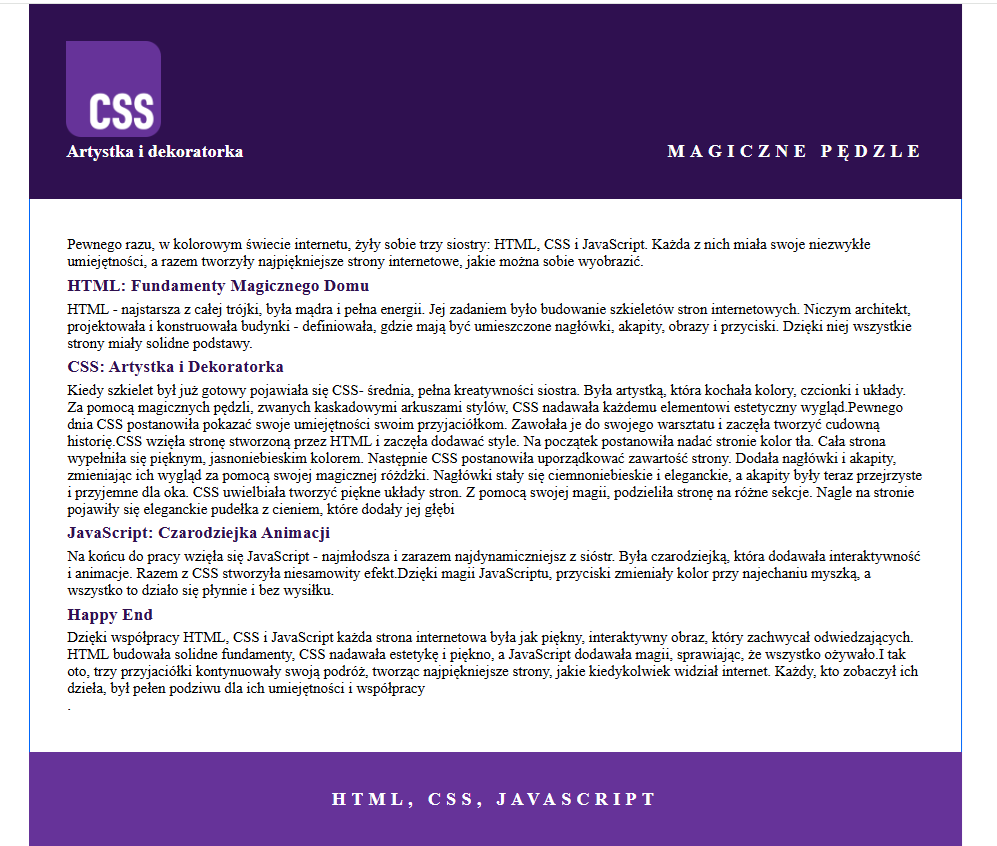 CSS
Artystka i dekoratorka
MAGICZNE PĘDZLE
Pewnego razu, w kolorowym świecie internetu, żyły sobie trzy siostry: HTML, CSS i JavaScript. Każda z nich miała swoje niezwykłe
umiejętności, a razem tworzyły najpiękniejsze strony internetowe, jakie można sobie wyobrazić.
HTML: Fundamenty Magicznego Domu
HTML - najstarsza z całej trójki, była mądra i pełna energii. Jej zadaniem było budowanie szkieletów stron internetowych. Niczym architekt,
projektowała i konstruowała budynki - definiowała, gdzie mają być umieszczone nagłówki, akapity, obrazy i przyciski. Dzięki niej wszystkie
strony miały solidne podstawy.
CSS: Artystka i Dekoratorka
Kiedy szkielet był już gotowy pojawiała się CSS- średnia, pełna kreatywności siostra. Była artystką, która kochała kolory, czcionki i układy.
Za pomocą magicznych pędzli, zwanych kaskadowymi arkuszami stylów, CSS nadawała każdemu elementowi estetyczny wygląd.Pewnego
dnia CSS postanowiła pokazać swoje umiejętności swoim przyjaciółkom. Zawołała je do swojego warsztatu i zaczęła tworzyć cudowną
historię.CSS wzięła stronę stworzoną przez HTML i zaczęła dodawać style. Na początek postanowiła nadać stronie kolor tła. Cała strona
wypełniła się pięknym, jasnoniebieskim kolorem. Następnie CSS postanowiła uporządkować zawartość strony. Dodała nagłówki i akapity,
zmieniając ich wygląd za pomocą swojej magicznej różdżki. Nagłówki stały się ciemnoniebieskie i eleganckie, a akapity były teraz przejrzyste
i przyjemne dla oka. CSS uwielbiała tworzyć piękne układy stron. Z pomocą swojej magii, podzieliła stronę na różne sekcje. Nagle na stronie
pojawiły się eleganckie pudełka z cieniem, które dodały jej głębi
JavaScript: Czarodziejka Animacji
Na końcu do pracy wzięła się JavaScript - najmłodsza i zarazem najdynamiczniejsz z sióstr. Była czarodziejką, która dodawała interaktywność
i animacje. Razem z CSS stworzyła niesamowity efekt.Dzięki magii JavaScriptu, przyciski zmieniały kolor przy najechaniu myszką, a
wszystko to działo się płynnie i bez wysiłku.
Happy End
Dzięki współpracy HTML, CSS i JavaScript każda strona internetowa była jak piękny, interaktywny obraz, który zachwycał odwiedzających.
HTML budowała solidne fundamenty, CSS nadawała estetykę i piękno, a JavaScript dodawała magii, sprawiając, że wszystko ożywało.I tak
oto, trzy przyjaciółki kontynuowały swoją podróż, tworząc najpiękniejsze strony, jakie kiedykolwiek widział internet. Każdy, kto zobaczył ich
dzieła, był pełen podziwu dla ich umiejętności i współpracy
.
HTML, CSS, JAVASCRIPT